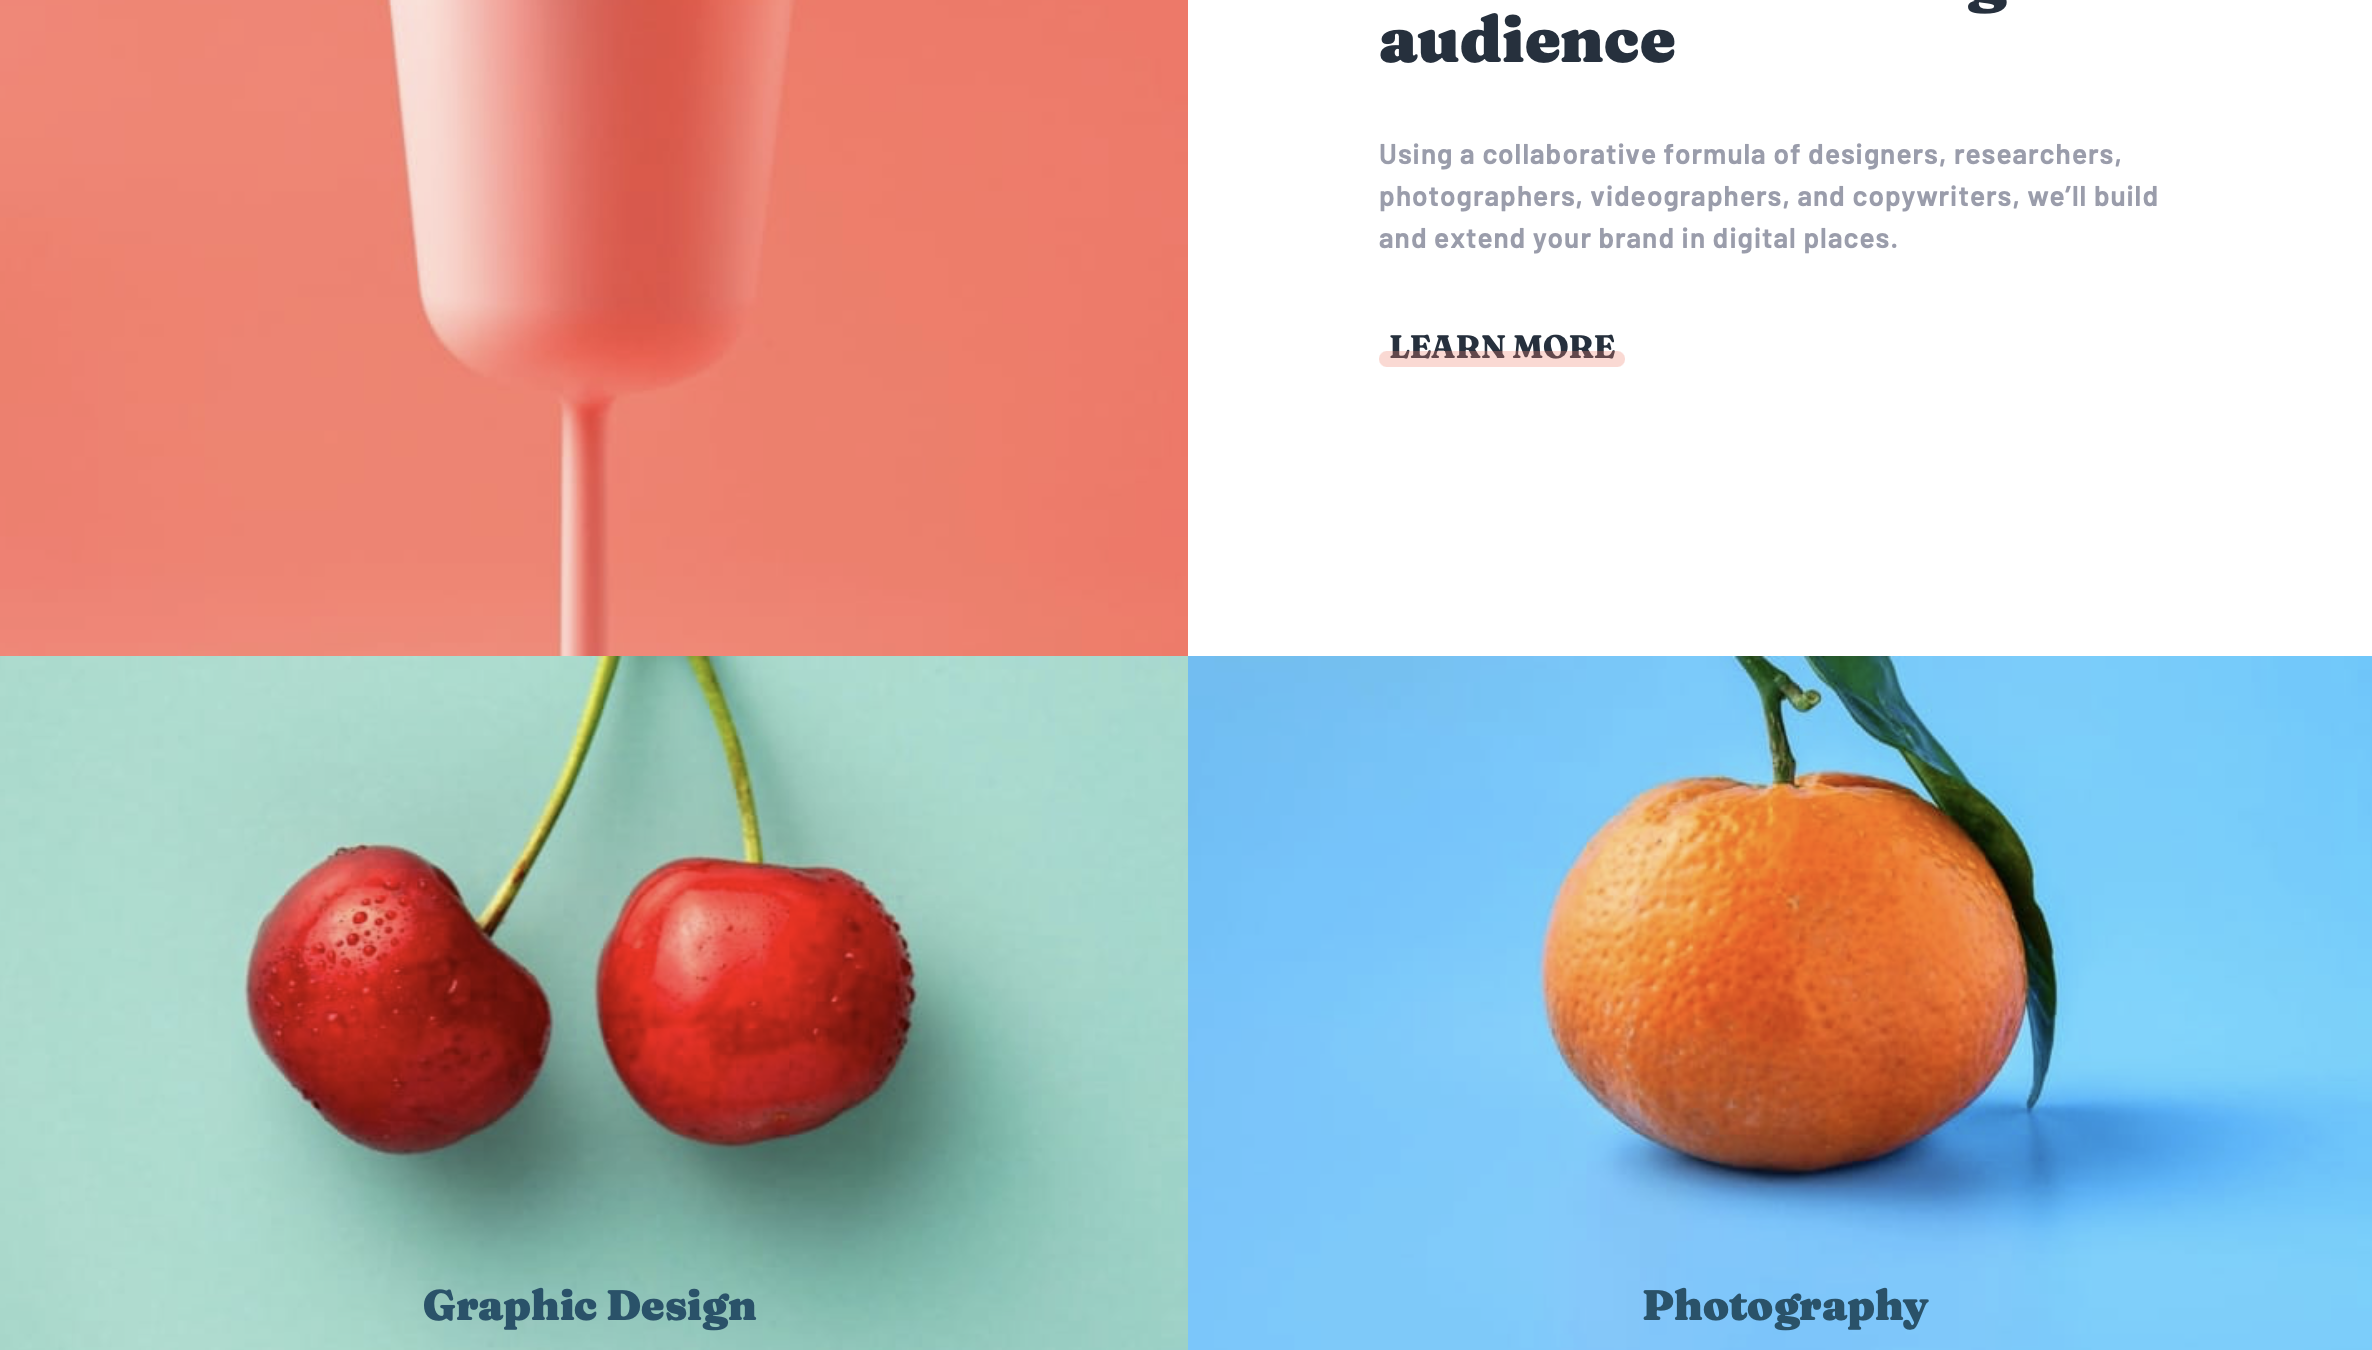 audience
Using a collaborative formula of designers, researchers,
photographers, videographers, and copywriters, we’ll build
and extend your brand in digital places.
LEARN MORE
Graphic Design
Photography